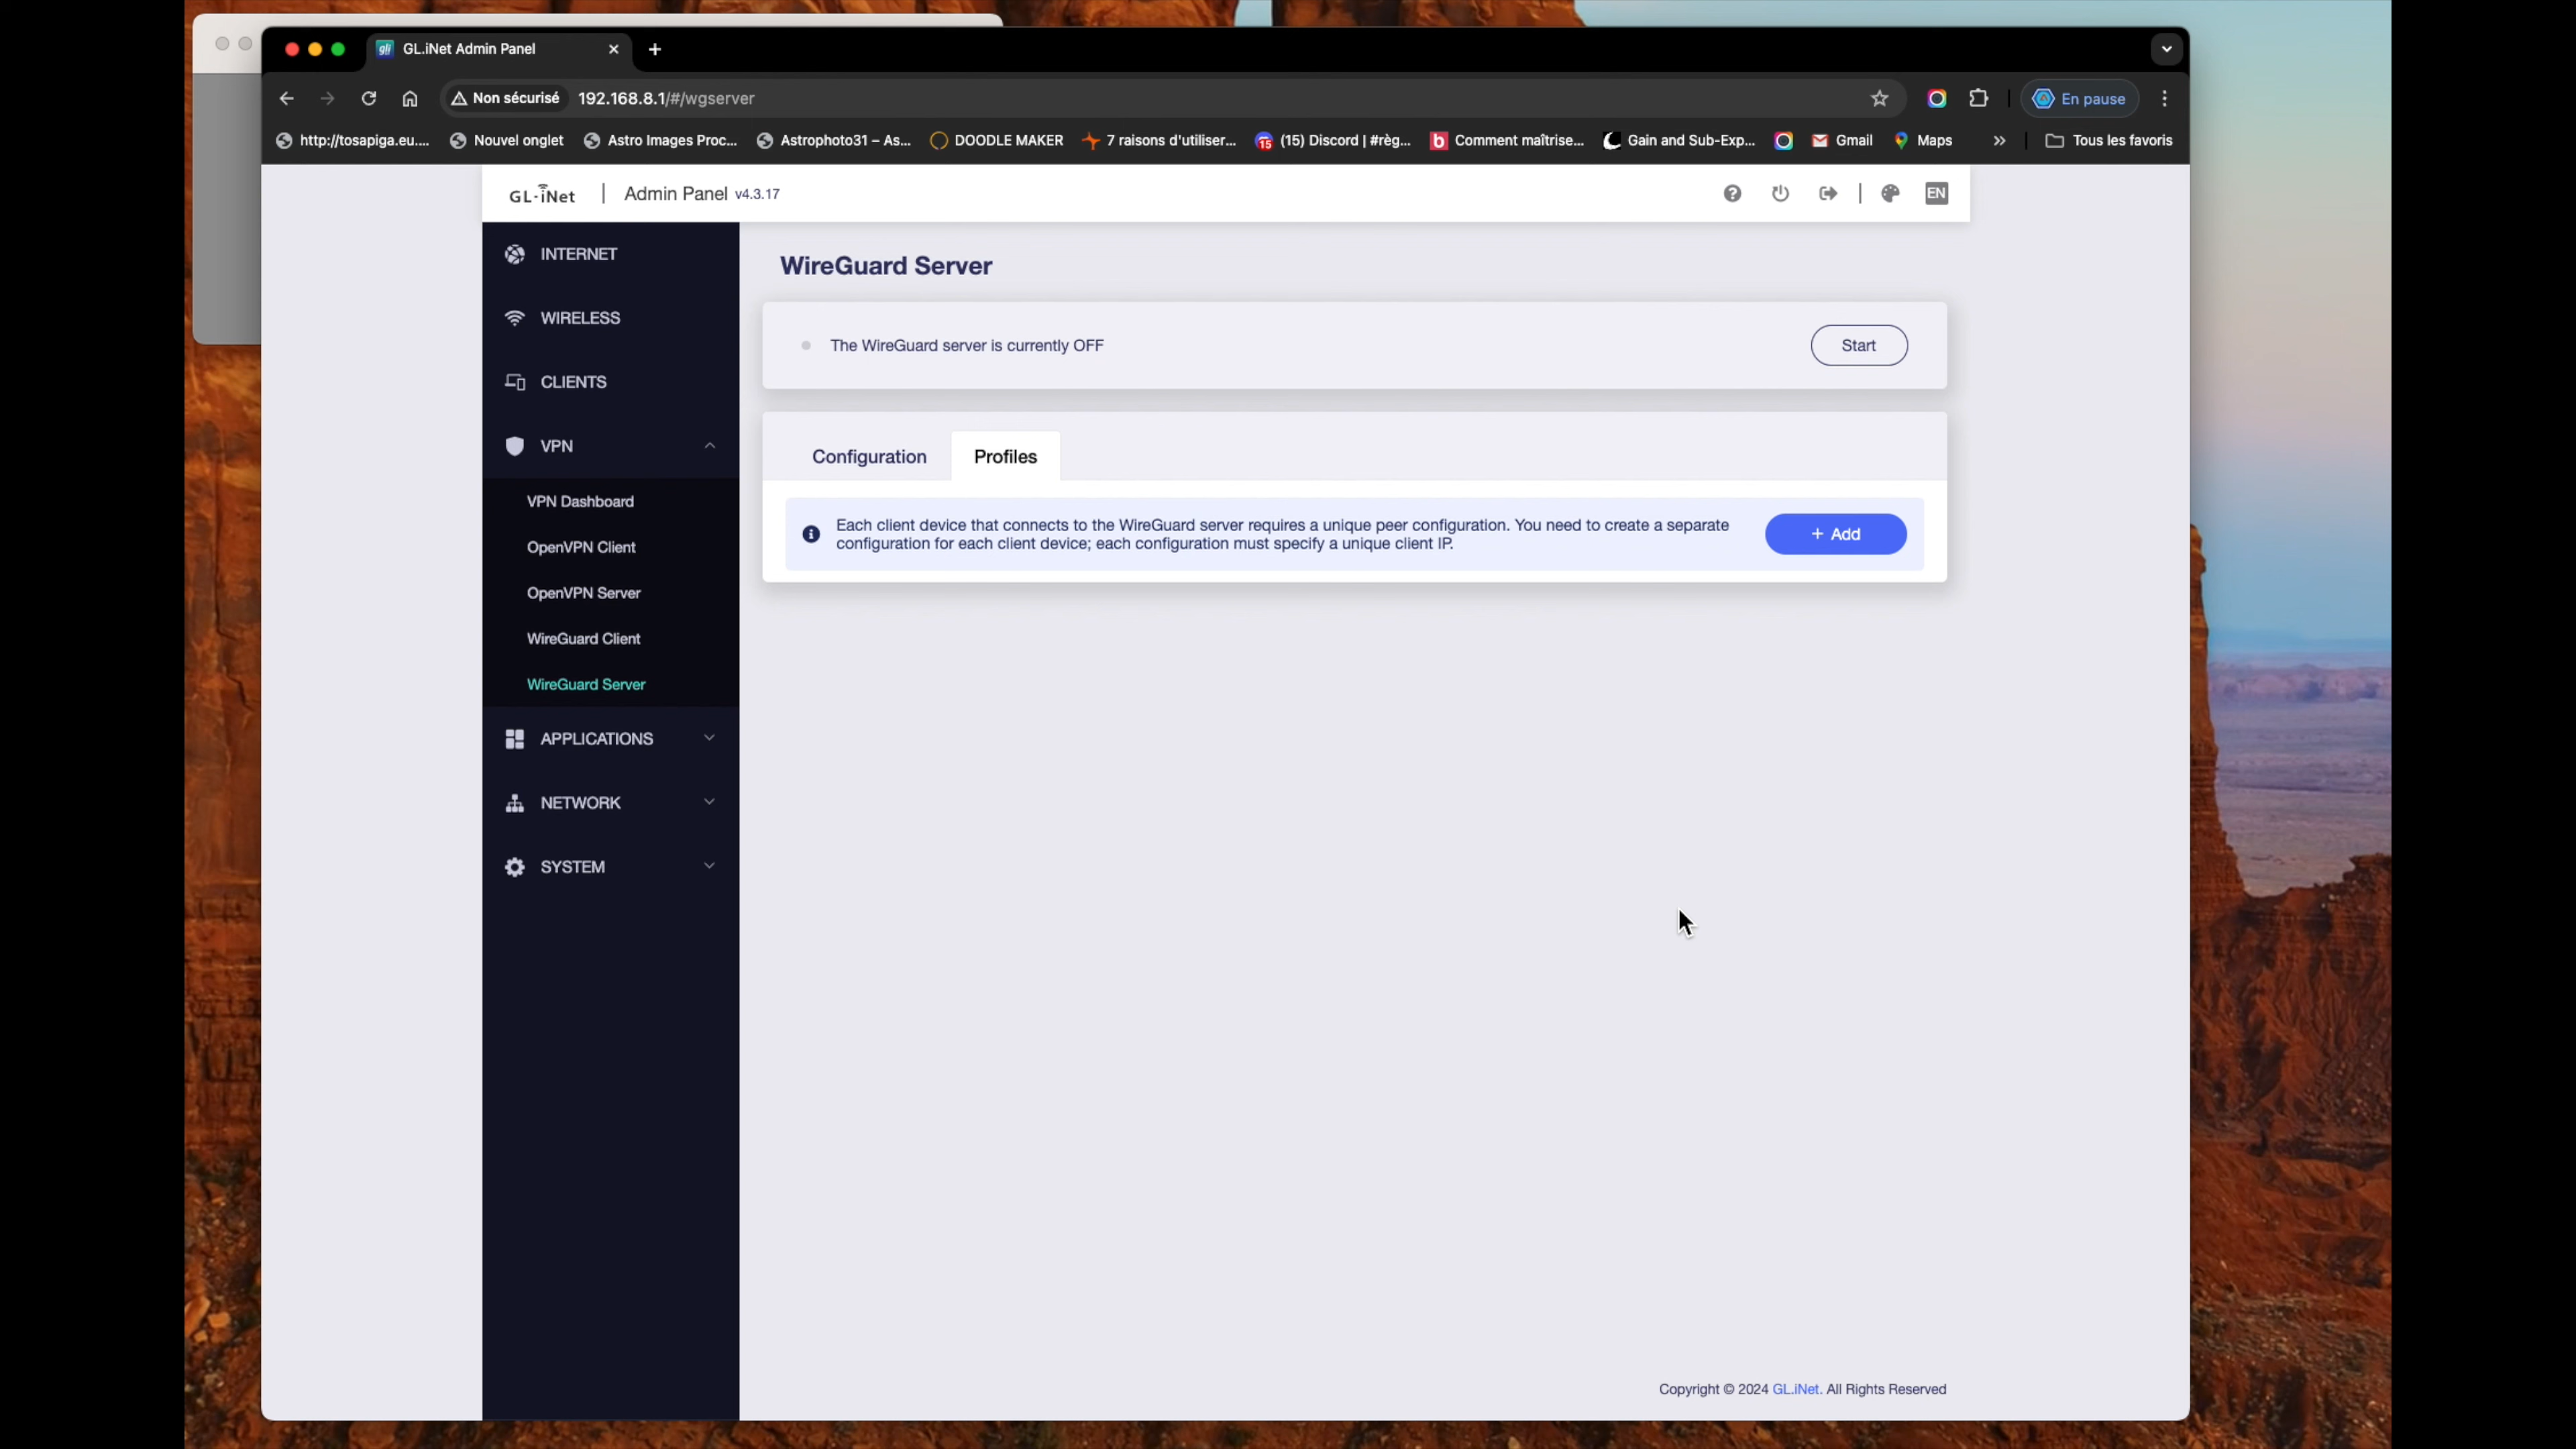 GL.iNet Admin Panel
Non sécurisé 192.168.8.1/#/wgserver En pause
http://tosapiga.eu.... Nouvel onglet Astro Images Proc... Astrophoto31 – As... DOODLE MAKER 7 raisons d'utiliser... 15 (15) Discord | #règ... Comment maîtrise... Gain and Sub-Exp... Gmail Maps » Tous les favoris
GL·iNet | Admin Panel v4.3.17 EN
INTERNET
WIRELESS
CLIENTS
VPN
VPN Dashboard
OpenVPN Client
OpenVPN Server
WireGuard Client
WireGuard Server
APPLICATIONS
NETWORK
SYSTEM
WireGuard Server
The WireGuard server is currently OFF Start
Configuration Profiles
Each client device that connects to the WireGuard server requires a unique peer configuration. You need to create a separate
configuration for each client device; each configuration must specify a unique client IP.
+ Add
Copyright © 2024 GL.iNet. All Rights Reserved